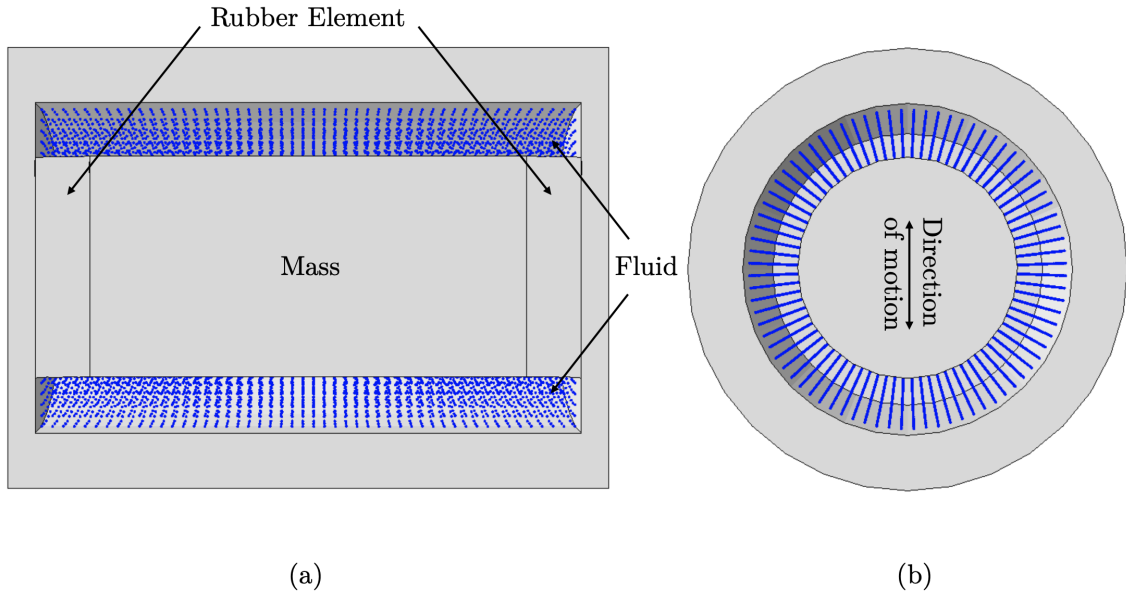 Rubber Element
Mass
Fluid
Direction
of motion
(a)
(b)